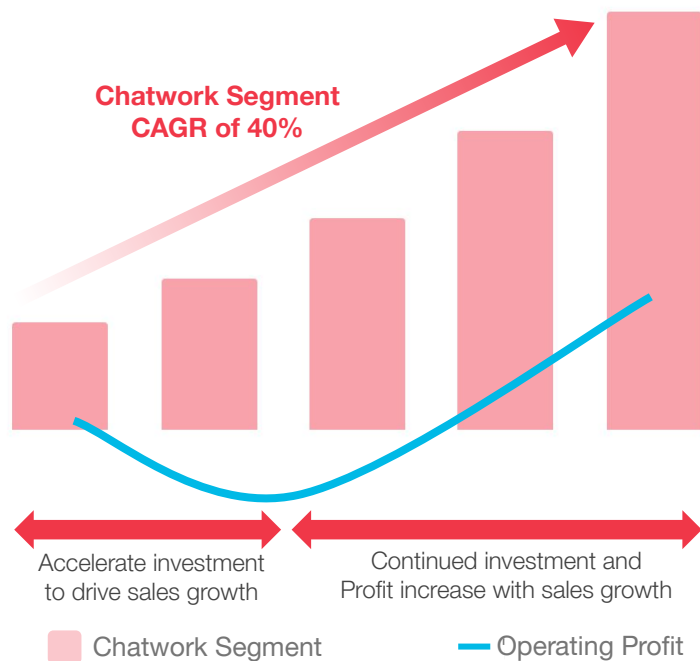 Chatwork Segment
CAGR of 40%
Accelerate investment
to drive sales growth
Continued investment and
Profit increase with sales growth
Chatwork Segment
Operating Profit